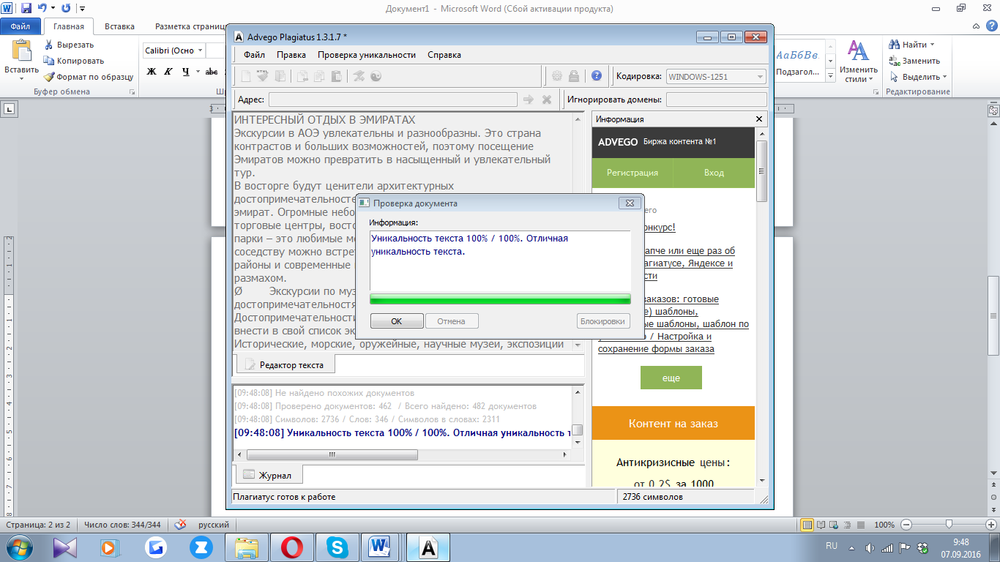 Документ1 - Microsoft Word (Сбой активации продукта)
Файл Главная Вставка Разметка страниц
Вставить
Вырезать
Копировать
Формат по образцу
Буфер обмена
Calibri (Осно
Ж К Ч abc
АаБбВв
Подзагол...
Изменить
стили
Найти
Заменить
Выделить
Редактирование
Advego Plagiatus 1.3.1.7 *
Файл Правка Проверка уникальности Справка
Кодировка: WINDOWS-1251
Адрес:
Игнорировать домены:
ИНТЕРЕСНЫЙ ОТДЫХ В ЭМИРАТАХ
Экскурсии в АОЭ увлекательны и разнообразны. Это страна
контрастов и больших возможностей, поэтому посещение
Эмиратов можно превратить в насыщенный и увлекательный
тур.
В восторге будут ценители архитектурных
достопримечательносте
эмират. Огромные небо
торговые центры, вост
парки – это любимые м
соседству можно встре
районы и современные
размахом.
Ø Экскурсии по муз
достопримечательностя
Достопримечательност
внести в свой список эк
Исторические, морские, оружейные, научные музеи, экспозиции
Редактор текста
Проверка документа
Информация:
Уникальность текста 100% / 100%. Отличная
уникальность текста.
OK Отмена Блокировки
Информация
ADVEGO Биржа контента №1
Регистрация Вход
его
онкурс!
апче или еще раз об
агиатусе, Яндексе и
сти
заказов: готовые
е) шаблоны,
ые шаблоны, шаблон по
о / Настройка и
сохранение формы заказа
еще
Контент на заказ
Антикризисные цены:
от 0.2$ за 1000
[09:48:08] Не найдено похожих документов
[09:48:08] Проверено документов: 462 / Всего найдено: 482 документов
[09:48:08] Символов: 2736 / Слов: 346 / Символов в словах: 2311
[09:48:08] Уникальность текста 100% / 100%. Отличная уникальность т
Журнал
Плагиатус готов к работе
2736 символов
Страница: 2 из 2 Число слов: 344/344 русский
100%
RU
9:48
07.09.2016